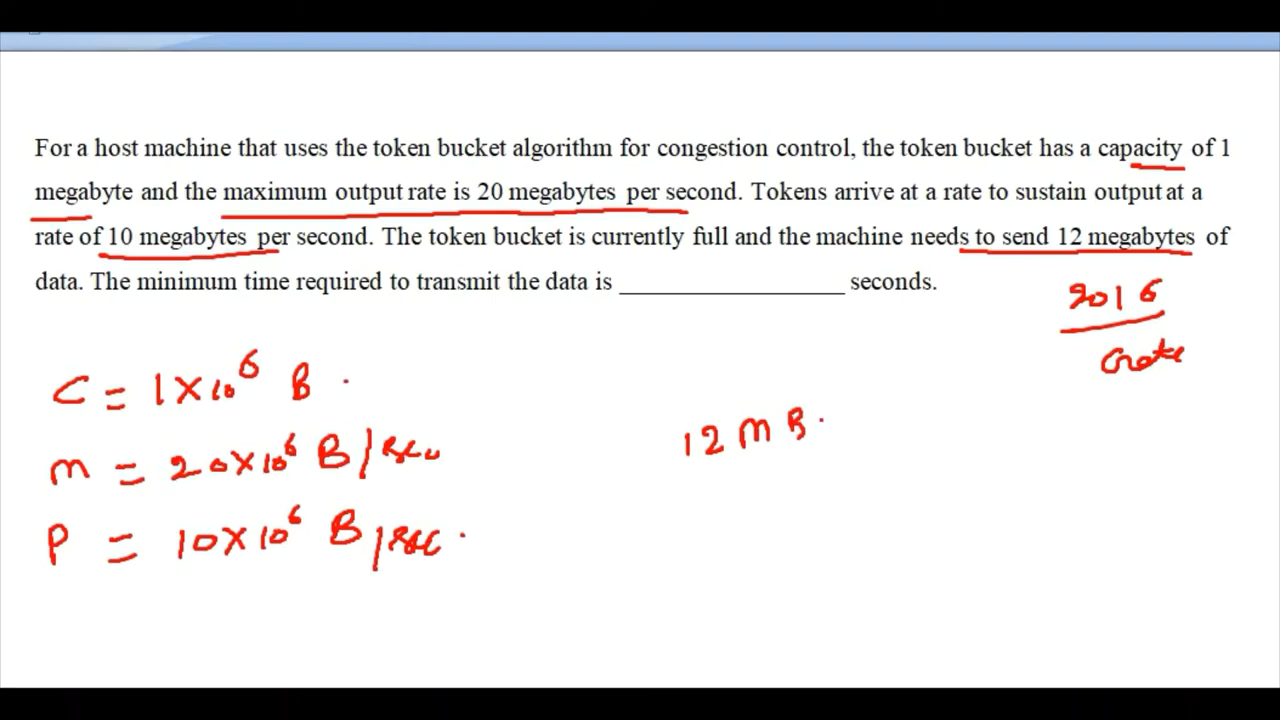 For a host machine that uses the token bucket algorithm for congestion control, the token bucket has a capacity of 1
megabyte and the maximum output rate is 20 megabytes per second. Tokens arrive at a rate to sustain output at a
rate of 10 megabytes per second. The token bucket is currently full and the machine needs to send 12 megabytes of
data. The minimum time required to transmit the data is __________________ seconds.
2016
Gate
C = 1×10⁶ B
12 MB
m = 20×10⁶ B/sec
P = 10×10⁶ B/sec